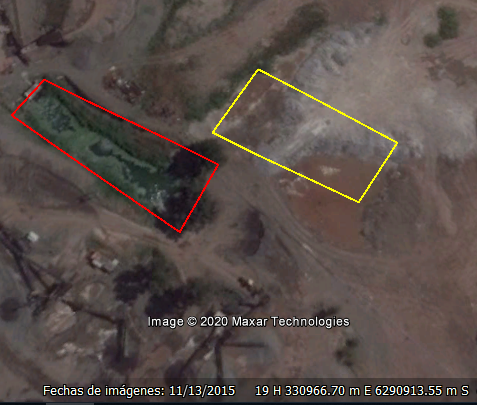 Image © 2020 Maxar Technologies
Fechas de imágenes: 11/13/2015 19 H 330966.70 m E 6290913.55 m S